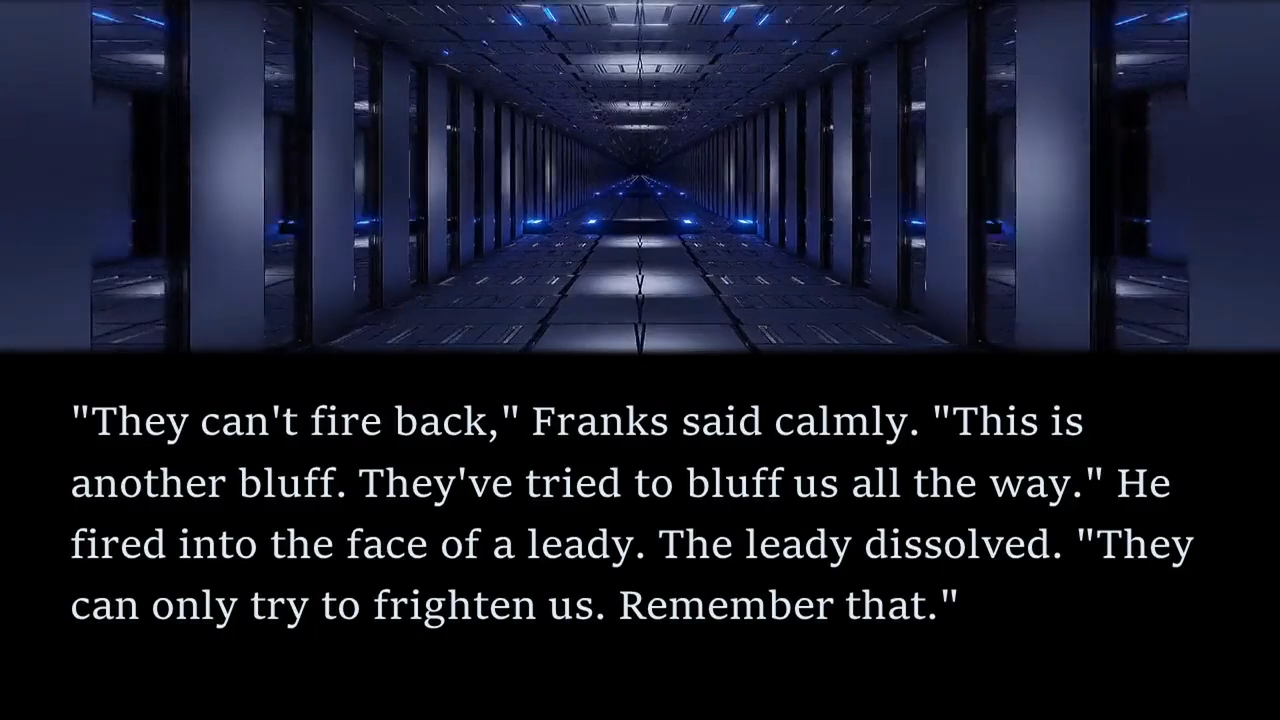 "They can't fire back," Franks said calmly. "This is
another bluff. They've tried to bluff us all the way." He
fired into the face of a leady. The leady dissolved. "They
can only try to frighten us. Remember that."